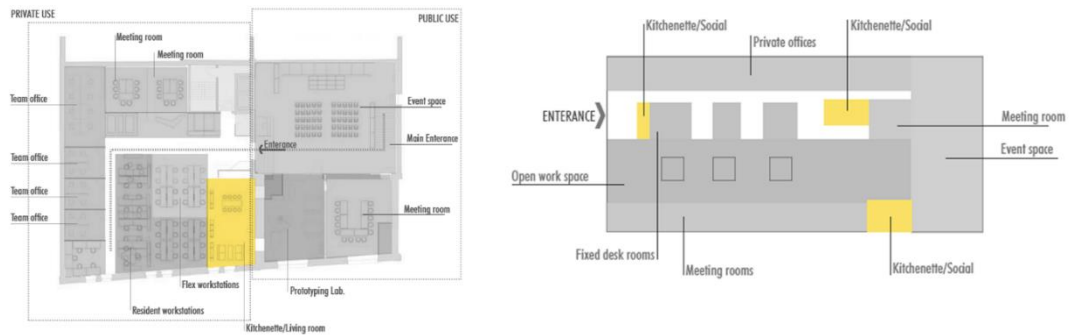 PRIVATE USE
PUBLIC USE
Meeting room
Meeting room
Team office
Event space
Main Enterance
Enterance
Team office
Team office
Team office
Meeting room
Flex workstations
Prototyping Lab.
Resident workstations
Kitchenette/Living room
Kitchenette/Social
Kitchenette/Social
Private offices
ENTERANCE
Meeting room
Event space
Open work space
Fixed desk rooms
Meeting rooms
Kitchenette/Social